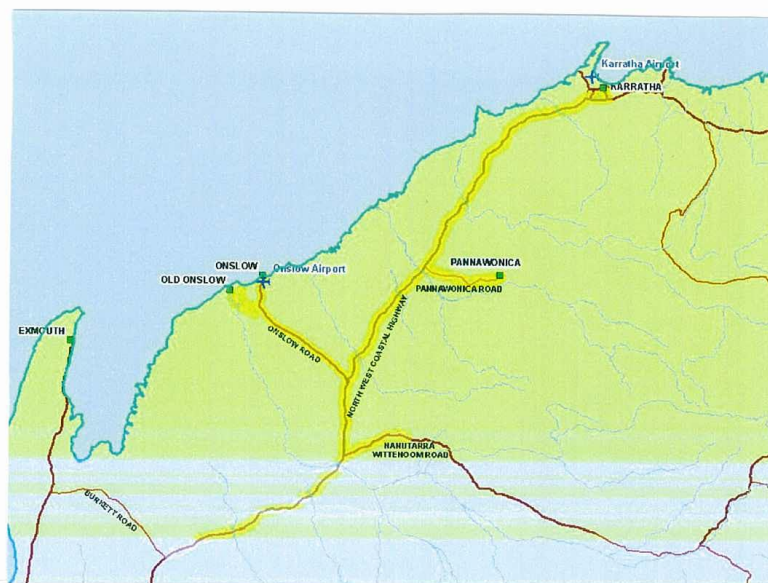 Karratha Airport
KARRATHA
ONSLOW
Onslow Airport
OLD ONSLOW
PANNAWONICA
PANNAWONICA ROAD
EXMOUTH
ONSLOW ROAD
NORTH WEST COASTAL HIGHWAY
NANUTARRA
WITTENOOM ROAD
BURKETT ROAD